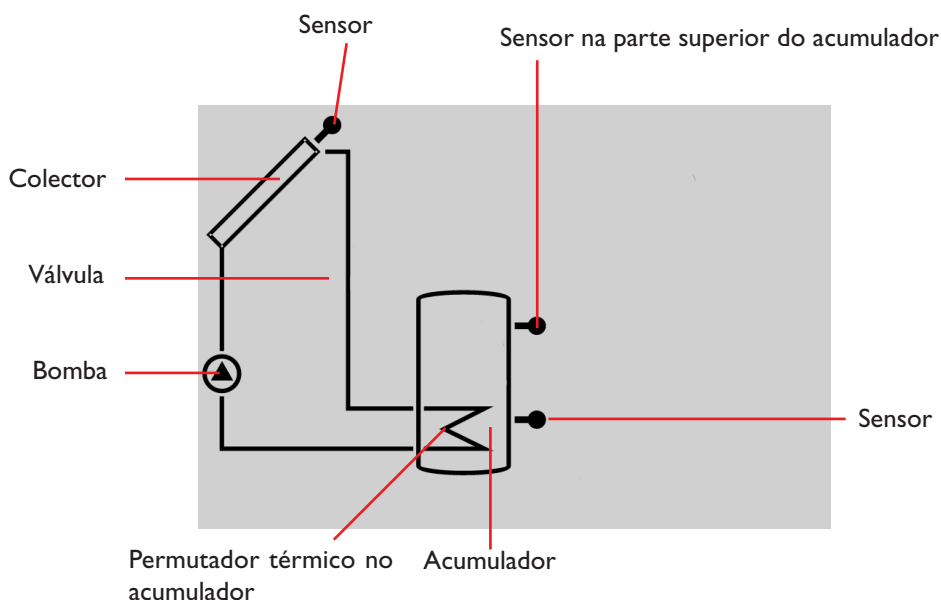 Sensor
Sensor na parte superior do acumulador
Colector
Válvula
Bomba
Sensor
Permutador térmico no
acumulador
Acumulador